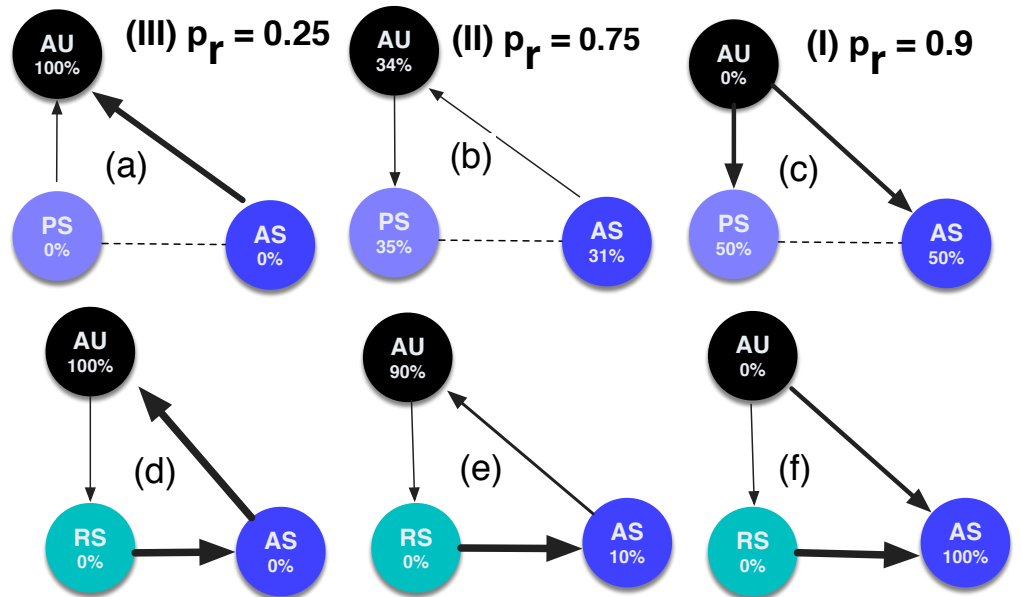 (III) pr = 0.25
(II) pr = 0.75
(I) pr = 0.9
AU
100%
AU
34%
AU
0%
(a)
(b)
(c)
PS
0%
AS
0%
PS
35%
AS
31%
PS
50%
AS
50%
AU
100%
AU
90%
AU
0%
(d)
(e)
(f)
RS
0%
AS
0%
RS
0%
AS
10%
RS
0%
AS
100%